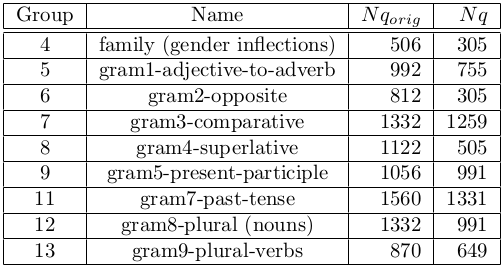 Group Name Nq_orig Nq
4 family (gender inflections) 506 305
5 gram1-adjective-to-adverb 992 755
6 gram2-opposite 812 305
7 gram3-comparative 1332 1259
8 gram4-superlative 1122 505
9 gram5-present-participle 1056 991
11 gram7-past-tense 1560 1331
12 gram8-plural (nouns) 1332 991
13 gram9-plural-verbs 870 649